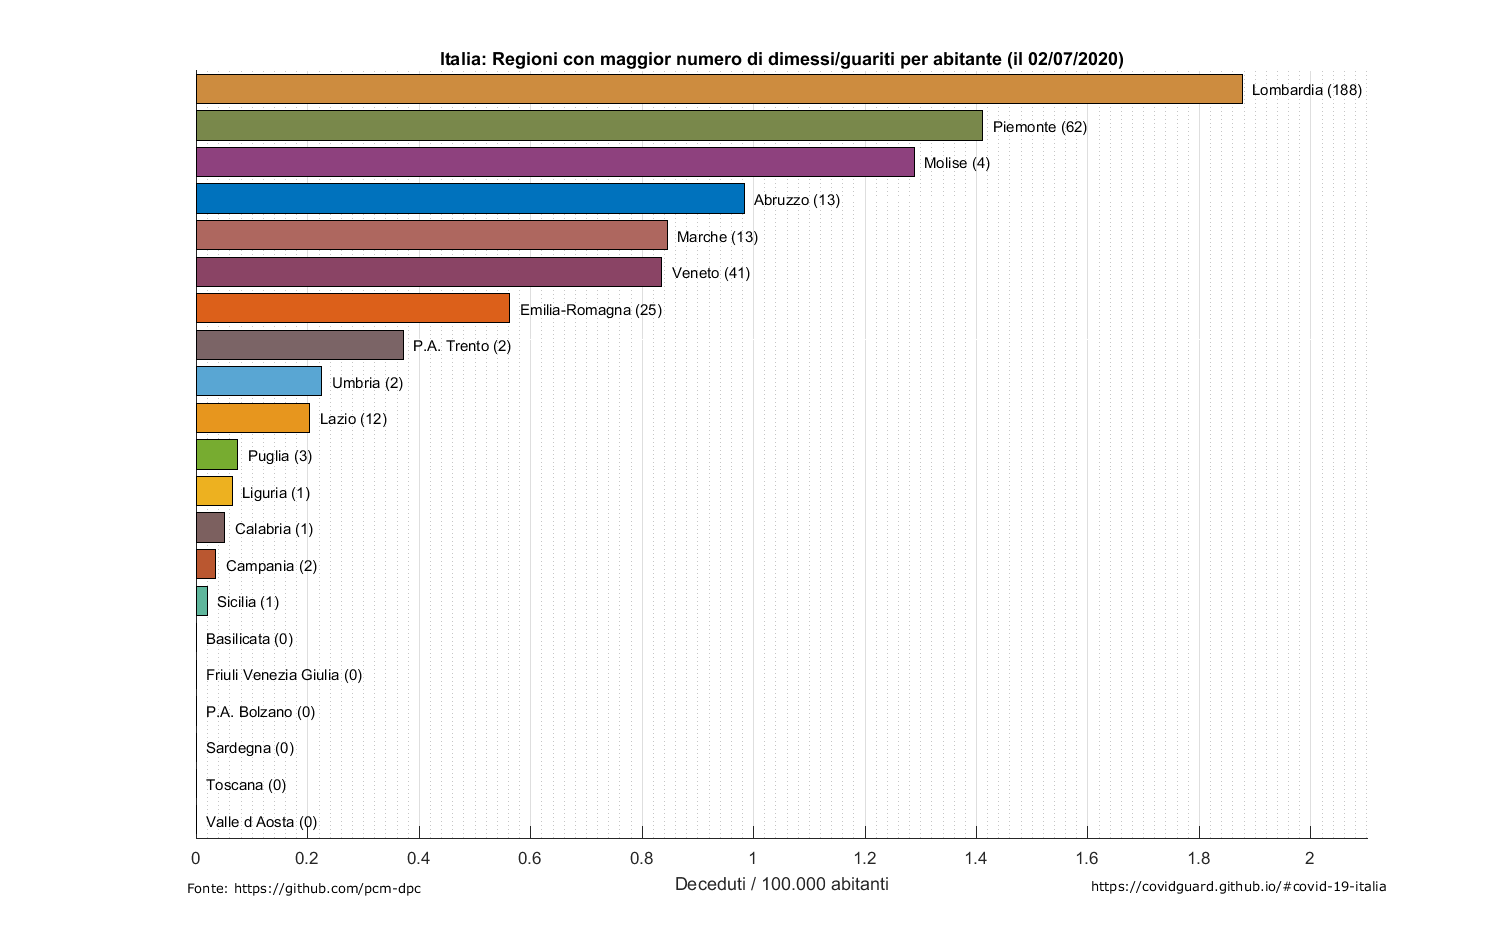 Italia: Regioni con maggior numero di dimessi/guariti per abitante (il 02/07/2020)
Lombardia (188)
Piemonte (62)
Molise (4)
Abruzzo (13)
Marche (13)
Veneto (41)
Emilia-Romagna (25)
P.A. Trento (2)
Umbria (2)
Lazio (12)
Puglia (3)
Liguria (1)
Calabria (1)
Campania (2)
Sicilia (1)
Basilicata (0)
Friuli Venezia Giulia (0)
P.A. Bolzano (0)
Sardegna (0)
Toscana (0)
Valle d Aosta (0)
0 0.2 0.4 0.6 0.8 1 1.2 1.4 1.6 1.8 2
Deceduti / 100.000 abitanti
Fonte: https://github.com/pcm-dpc
https://covidguard.github.io/#covid-19-italia